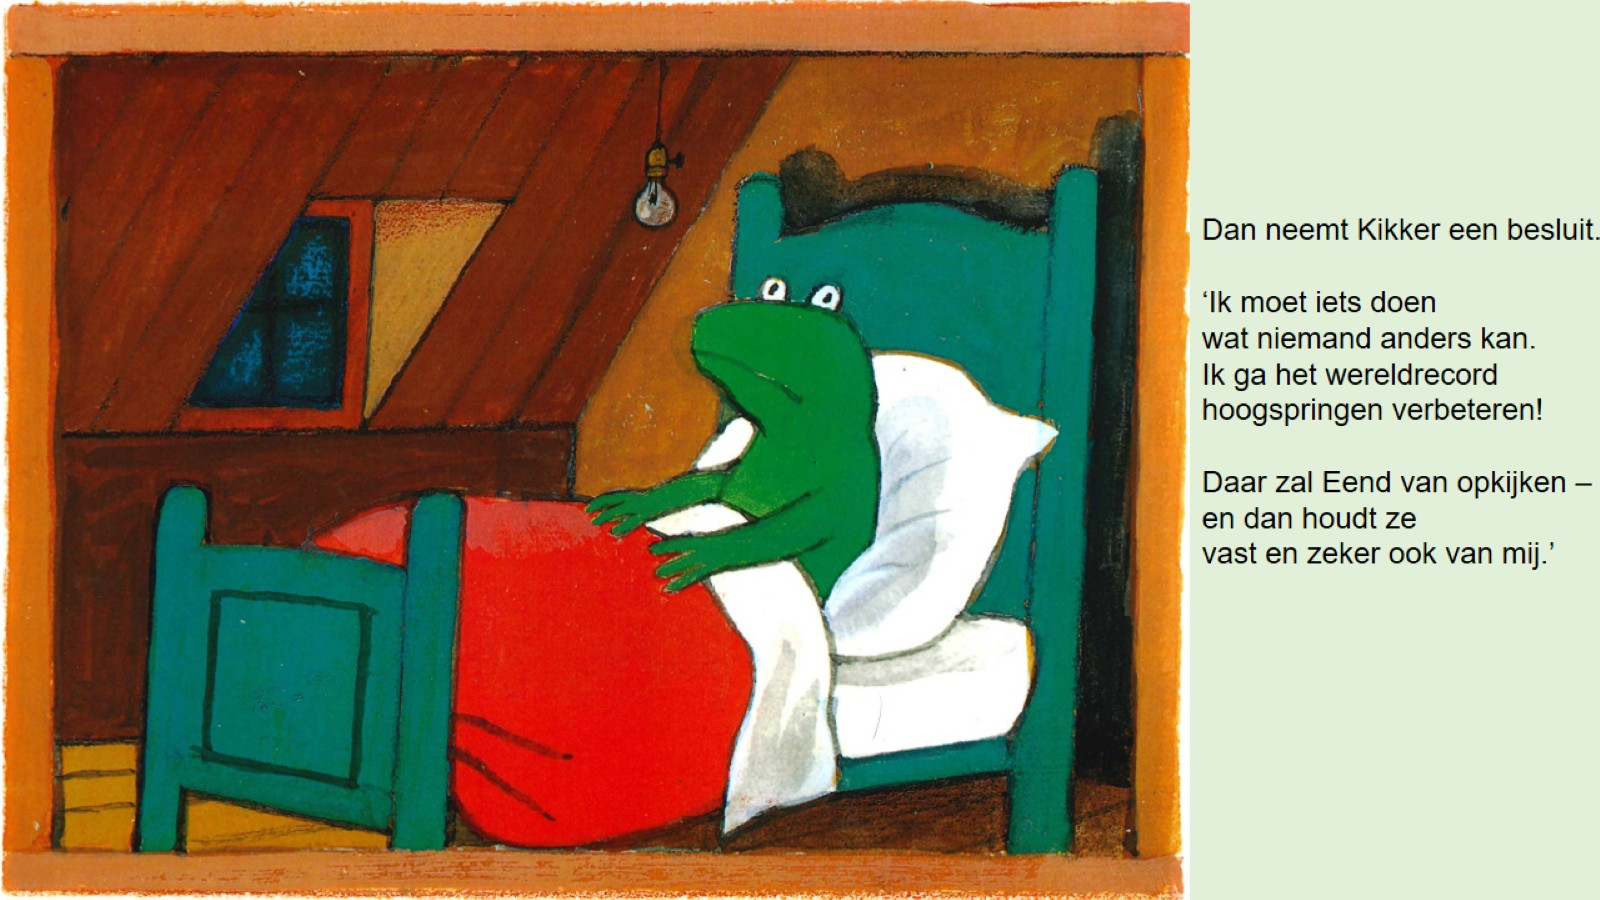 Dan neemt Kikker een besluit.
‘Ik moet iets doen
wat niemand anders kan.
Ik ga het wereldrecord
hoogspringen verbeteren!
Daar zal Eend van opkijken –
en dan houdt ze
vast en zeker ook van mij.’